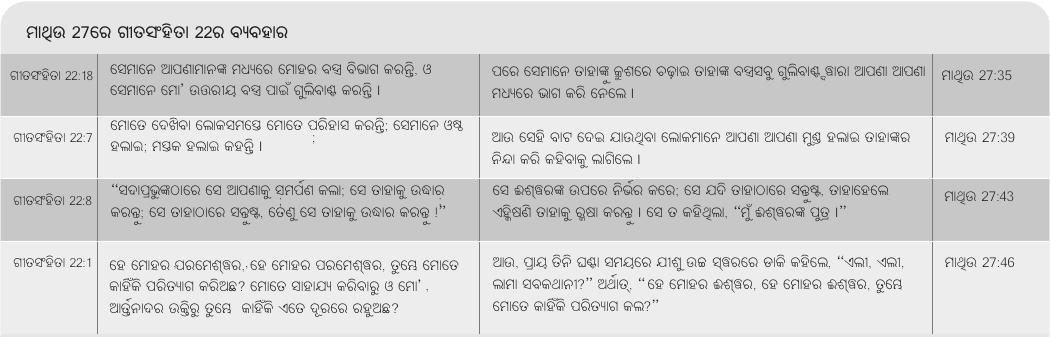 ମାଥିଉ 27ରେ ଗୀତସଂହିତା 22ର ବ୍ୟବହାର
ଗୀତସଂହିତା 22:18
ସେମାନେ ଆପଣାମାନଙ୍କ ମଧ୍ୟରେ ମୋହର ବସ୍ତ୍ର ବିଭାଗ କରନ୍ତି, ଓ
ସେମାନେ ମୋ' ଉତ୍ତରୀୟ ବସ୍ତ୍ର ପାଇଁ ଗୁଲିବାଣ୍ଟ କରନ୍ତି ।
ପରେ ସେମାନେ ତାହାଙ୍କୁ କ୍ରୁଶରେ ଚଢ଼ାଇ ତାହାଙ୍କ ବସ୍ତ୍ରସବୁ ଗୁଲିବାଣ୍ଟଦ୍ୱାରା ଆପଣା ଆପଣା
ମଧ୍ୟରେ ଭାଗ କରି ନେଲେ ।
ମାଥିଉ 27:35
ଗୀତସଂହିତା 22:7
ମୋତେ ଦେଖିବା ଲୋକସମସ୍ତେ ମୋତେ ପରିହାସ କରନ୍ତି; ସେମାନେ ଓଷ୍ଠ
ହଲାଇ; ମସ୍ତକ ହଲାଇ କହନ୍ତି ।
ଆଉ ସେହି ବାଟ ଦେଇ ଯାଉଥିବା ଲୋକମାନେ ଆପଣା ଆପଣା ମୁଣ୍ଡ ହଲାଇ ତାହାଙ୍କର
ନିନ୍ଦା କରି କହିବାକୁ ଲାଗିଲେ ।
ମାଥିଉ 27:39
ଗୀତସଂହିତା 22:8
“ସଦାପ୍ରଭୁଙ୍କଠାରେ ସେ ଆପଣାକୁ ସମର୍ପଣ କଲା; ସେ ତାହାକୁ ଉଦ୍ଧାର
କରନ୍ତୁ; ସେ ତାହାଠାରେ ସନ୍ତୁଷ୍ଟ, ତେଣୁ ସେ ତାହାକୁ ଉଦ୍ଧାର କରନ୍ତୁ !”
ସେ ଈଶ୍ୱରଙ୍କ ଉପରେ ନିର୍ଭର କରେ; ସେ ଯଦି ତାହାଠାରେ ସନ୍ତୁଷ୍ଟ, ତାହାହେଲେ
ଏହିକ୍ଷଣି ତାହାକୁ ରକ୍ଷା କରନ୍ତୁ । ସେ ତ କହିଥିଲା, “ମୁଁ ଈଶ୍ୱରଙ୍କ ପୁତ୍ର ।”
ମାଥିଉ 27:43
ଗୀତସଂହିତା 22:1
ହେ ମୋହର ଯରମେଶ୍ୱର, ହେ ମୋହର ପରମେଶ୍ୱର, ତୁମ୍ଭେ ମୋତେ
କାହିଁକି ପରିତ୍ୟାଗ କରିଅଛ? ମୋତେ ସାହାଯ୍ୟ କରିବାରୁ ଓ ମୋ' ,
ଆର୍ତ୍ତନାଦର ଉକ୍ତିରୁ ତୁମ୍ଭେ କାହିଁକି ଏତେ ଦୂରରେ ରହୁଅଛ?
ଆଉ, ପ୍ରାୟ ତିନି ଘଣ୍ଟା ସମୟରେ ଯୀଶୁ ଉଚ୍ଚ ସ୍ୱରରେ ଡାକି କହିଲେ, “ଏଲୀ, ଏଲୀ,
ଲାମା ସବକଥାନୀ?” ଅର୍ଥାତ୍, “ହେ ମୋହର ଈଶ୍ୱର, ହେ ମୋହର ଈଶ୍ୱର, ତୁମ୍ଭେ
ମୋତେ କାହିଁକି ପରିତ୍ୟାଗ କଲ?”
ମାଥିଉ 27:46